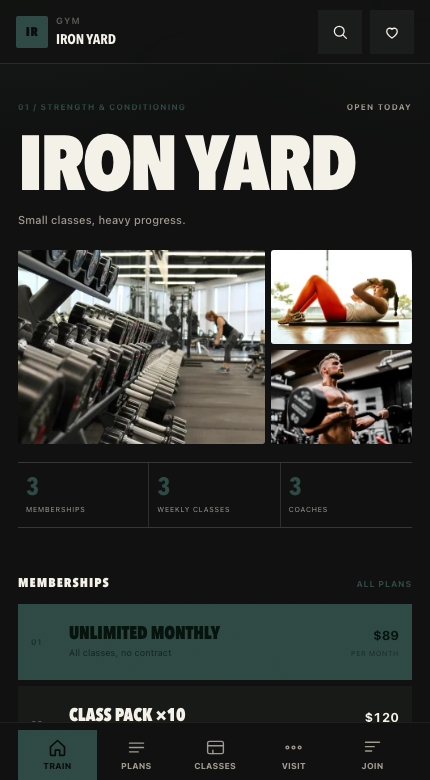 IR
GYM
IRON YARD
01 / STRENGTH & CONDITIONING
OPEN TODAY
IRON YARD
Small classes, heavy progress.
3
MEMBERSHIPS
3
WEEKLY CLASSES
3
COACHES
MEMBERSHIPS
ALL PLANS
01
UNLIMITED MONTHLY
All classes, no contract
$89
PER MONTH
CLASS PACK ×10
$120
TRAIN
PLANS
CLASSES
VISIT
JOIN